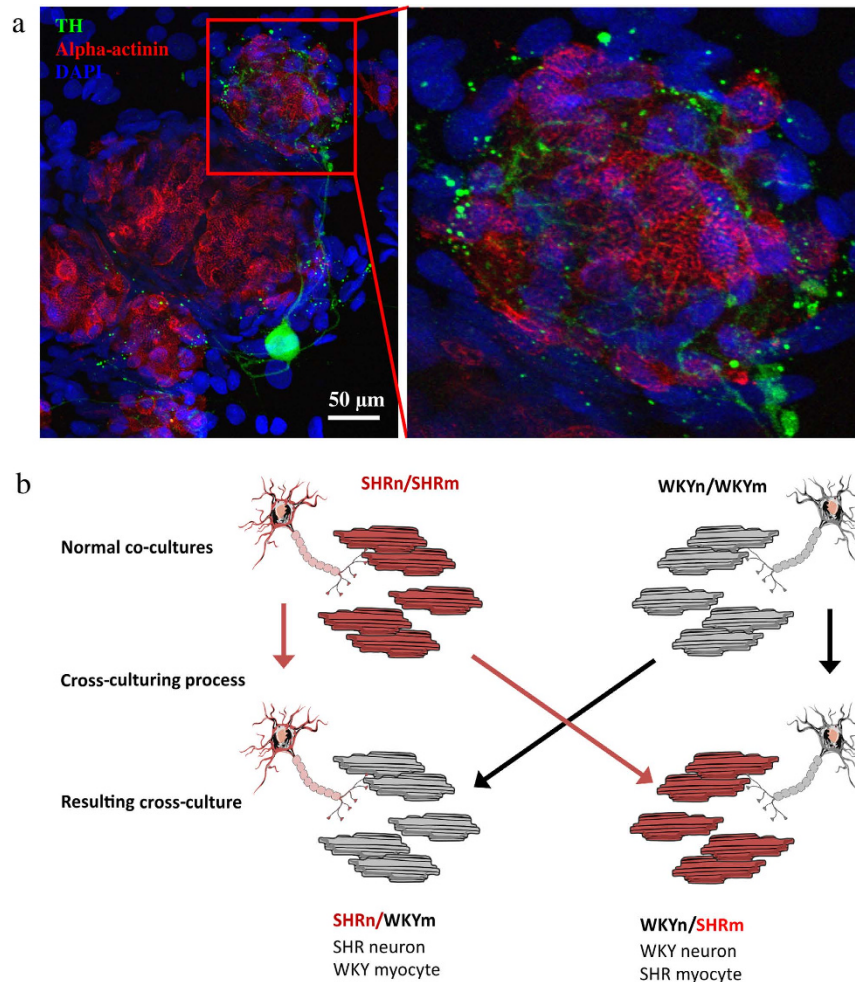 a
TH
Alpha-actinin
DAPI
50 µm
b
SHRn/SHRm
WKYn/WKYm
Normal co-cultures
Cross-culturing process
Resulting cross-culture
SHRn/WKYm
SHR neuron
WKY myocyte
WKYn/SHRm
WKY neuron
SHR myocyte